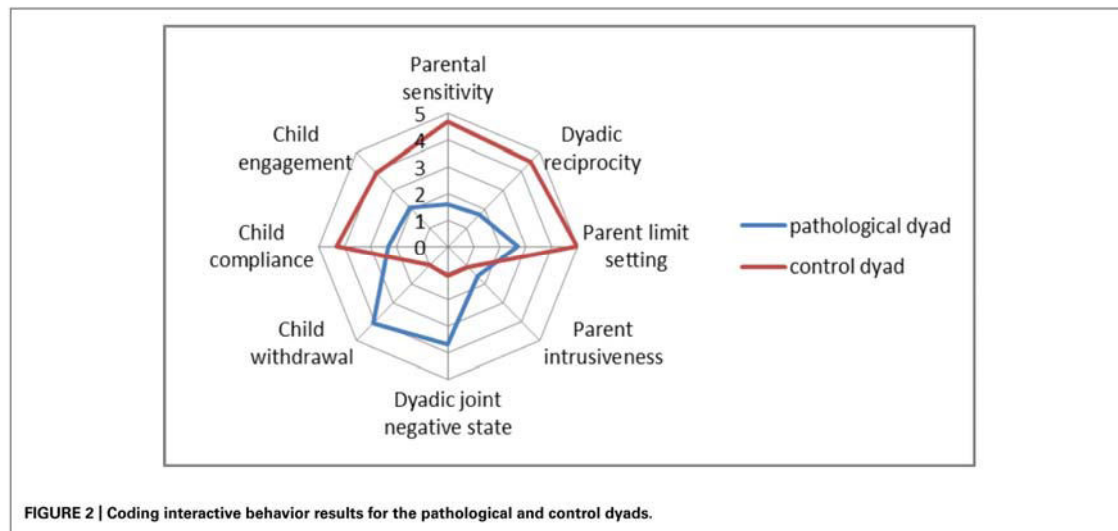 Parental
sensitivity
Dyadic
reciprocity
Parent limit
setting
Parent
intrusiveness
Dyadic joint
negative state
Child
withdrawal
Child
compliance
Child
engagement
5
4
3
2
1
0
pathological dyad
control dyad
FIGURE 2 | Coding interactive behavior results for the pathological and control dyads.